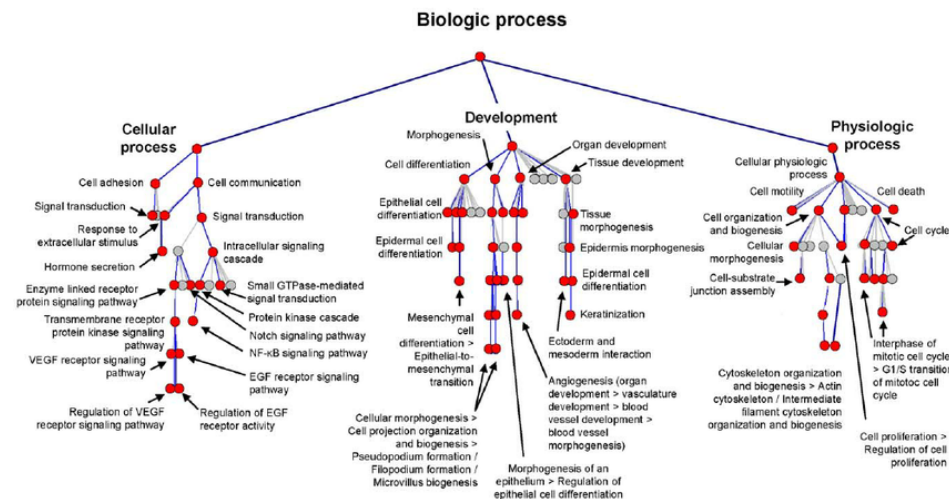 Biologic process
Cellular
process
Cell adhesion
Cell communication
Signal transduction
Signal transduction
Response to
extracellular stimulus
Intracellular signaling
cascade
Hormone secretion
Enzyme linked receptor
protein signaling pathway
Small GTPase-mediated
signal transduction
Protein kinase cascade
Transmembrane receptor
protein kinase signaling
pathway
Notch signaling pathway
NF-κB signaling pathway
VEGF receptor signaling
pathway
EGF receptor signaling
pathway
Regulation of VEGF
receptor signaling pathway
Regulation of EGF
receptor activity
Development
Morphogenesis
Organ development
Cell differentiation
Tissue development
Epithelial cell
differentiation
Tissue
morphogenesis
Epidermal cell
differentiation
Epidermis morphogenesis
Epidermal cell
differentiation
Mesenchymal
cell
differentiation >
Epithelial-to-
mesenchymal
transition
Keratinization
Ectoderm and
mesoderm interaction
Angiogenesis (organ
development > vasculature
development > blood
vessel development >
blood vessel
morphogenesis)
Cellular morphogenesis >
Cell projection organization
and biogenesis >
Pseudopodium formation /
Filopodium formation /
Microvillus biogenesis
Morphogenesis of an
epithelium > Regulation of
epithelial cell differentiation
Physiologic
process
Cellular physiologic
process
Cell motility
Cell death
Cell organization
and biogenesis
Cell cycle
Cellular
morphogenesis
Cell-substrate
junction assembly
Interphase of
mitotic cell cycle
> G1/S transition
of mitotoc cell
cycle
Cytoskeleton organization
and biogenesis > Actin
cytoskeleton / Intermediate
filament cytoskeleton
organization and biogenesis
Cell proliferation >
Regulation of cell
proliferation